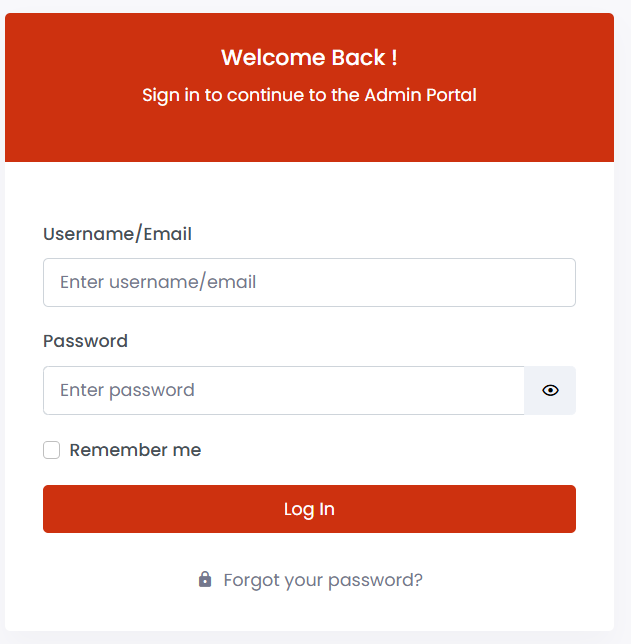 Welcome Back !
Sign in to continue to the Admin Portal
Username/Email
Enter username/email
Password
Enter password
Remember me
Log In
Forgot your password?